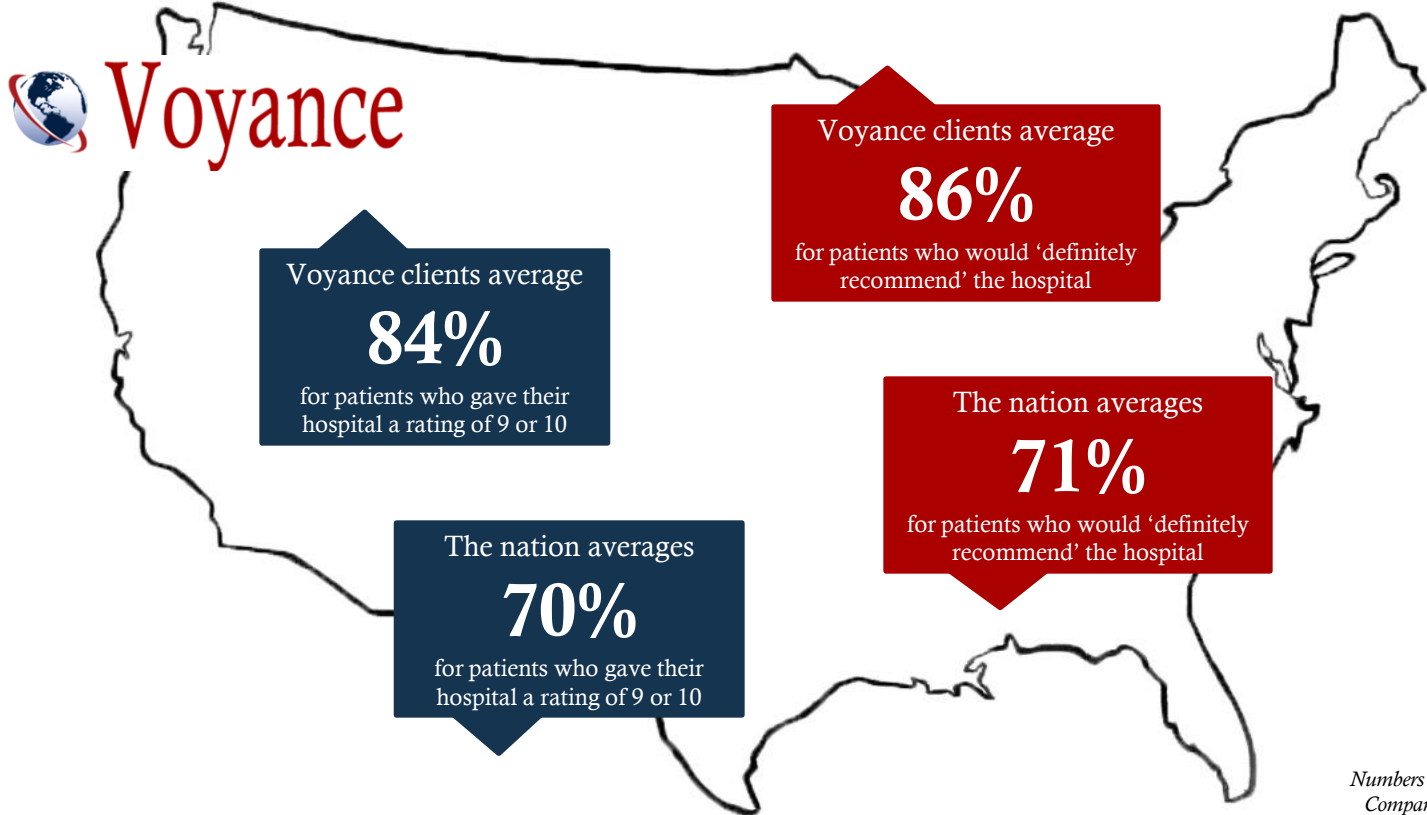 Voyance
Voyance clients average
86%
for patients who would ‘definitely
recommend’ the hospital
Voyance clients average
84%
for patients who gave their
hospital a rating of 9 or 10
The nation averages
71%
for patients who would ‘definitely
recommend’ the hospital
The nation averages
70%
for patients who gave their
hospital a rating of 9 or 10
Numbers